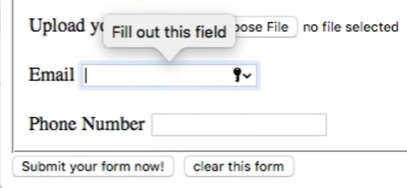 Upload
Fill out this field
File no file selected
Email
Phone Number
Submit your form now! clear this form